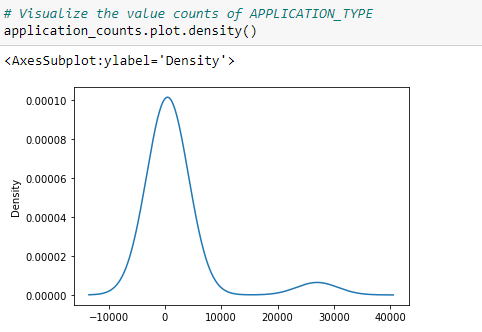 # Visualize the value counts of APPLICATION_TYPE
application_counts.plot.density()
<AxesSubplot:ylabel='Density'>
0.00010
0.00008
0.00006
0.00004
0.00002
0.00000
Density
−10000 0 10000 20000 30000 40000